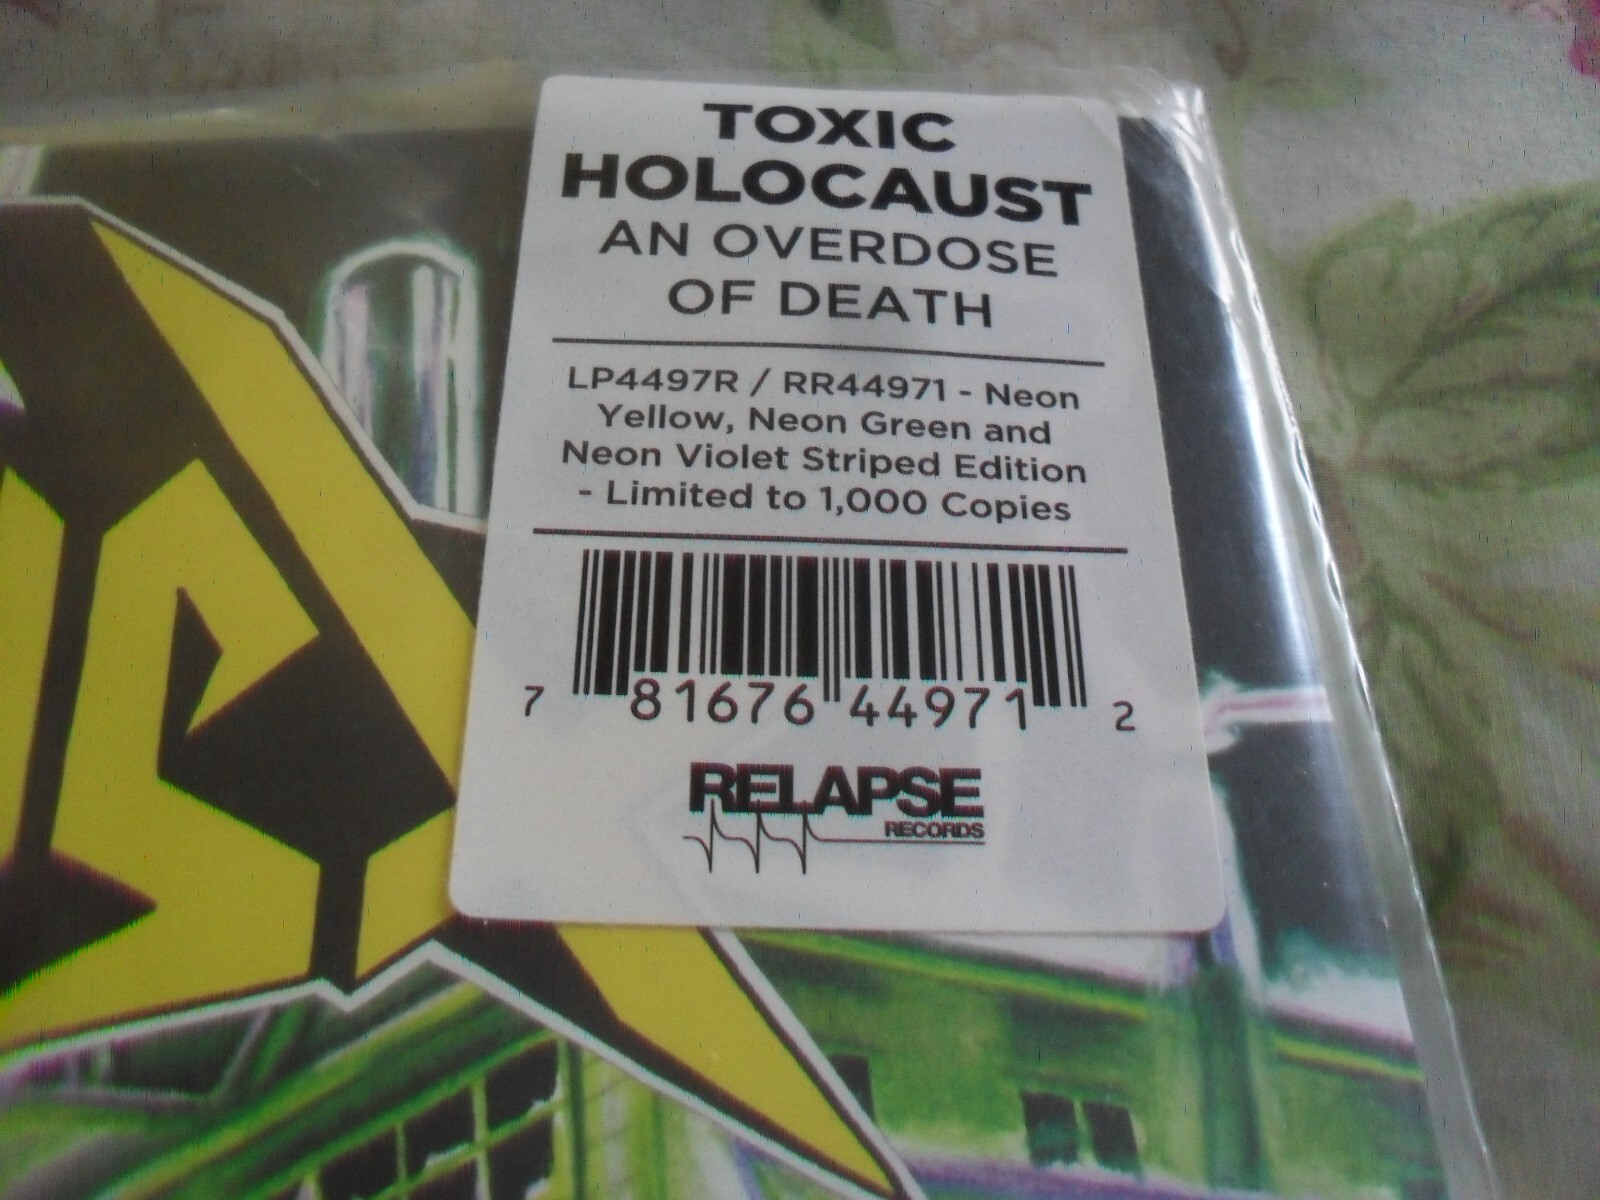 TOXIC
HOLOCAUST
AN OVERDOSE
OF DEATH
LP4497R / RR44971 - Neon
Yellow, Neon Green and
Neon Violet Striped Edition
- Limited to 1,000 Copies
7 81676 44971 2
RELAPSE
RECORDS